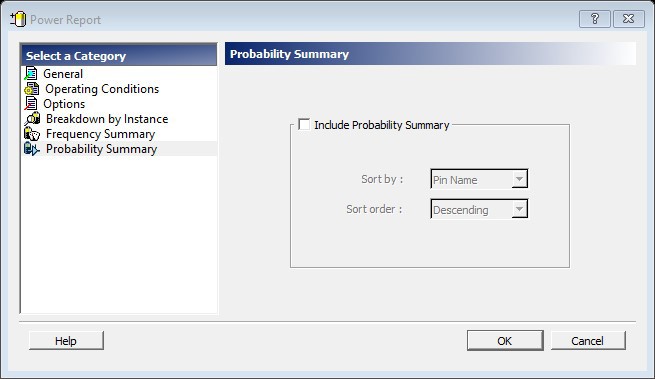 Power Report
?
Select a Category
General
Operating Conditions
Options
Breakdown by Instance
Frequency Summary
Probability Summary
Probability Summary
Include Probability Summary
Sort by : Pin Name
Sort order : Descending
Help
OK
Cancel